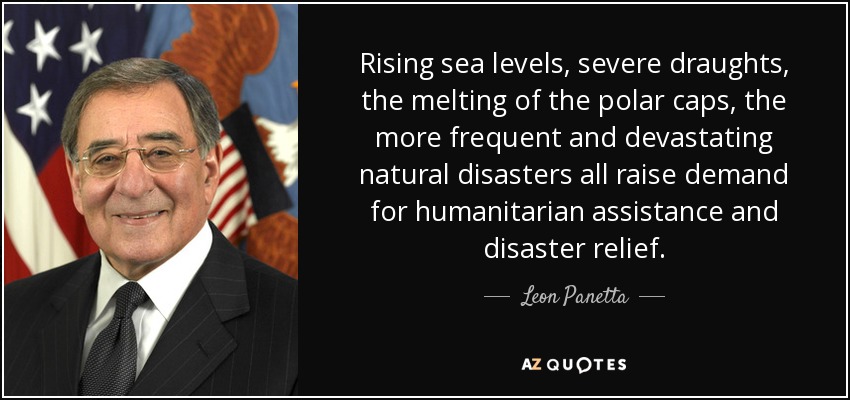 Rising sea levels, severe draughts,
the melting of the polar caps, the
more frequent and devastating
natural disasters all raise demand
for humanitarian assistance and
disaster relief.
Leon Panetta
AZ QUOTES